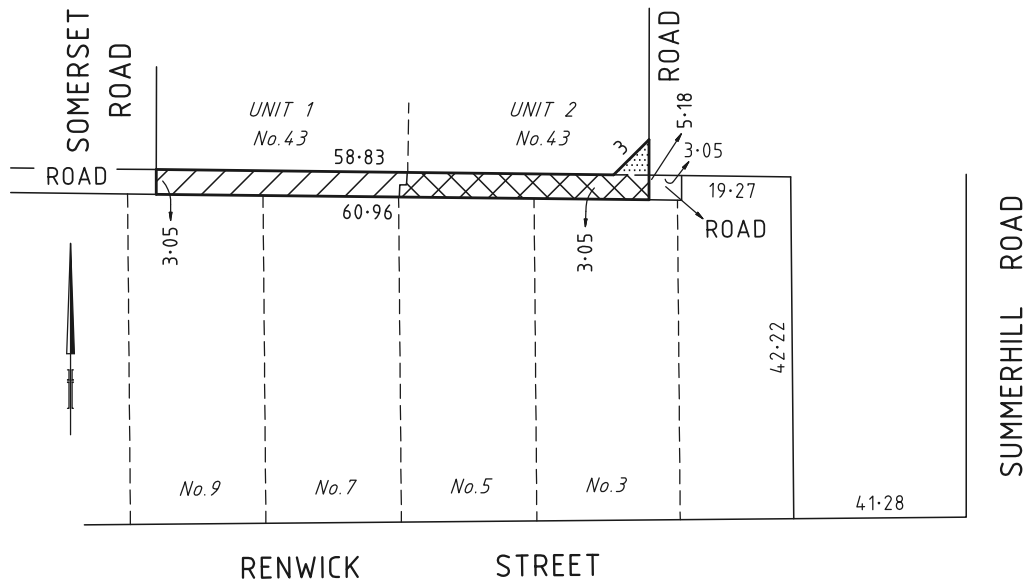 SOMERSET
ROAD
ROAD
UNIT 1
No.43
UNIT 2
No.43
58·83
3
5·18
3·05
ROAD
19·27
ROAD
60·96
3·05
3·05
42·22
SUMMERHILL ROAD
No.9
No.7
No.5
No.3
41·28
RENWICK STREET